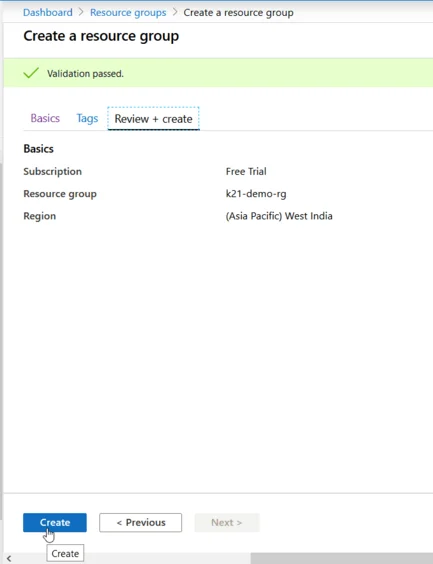 Dashboard > Resource groups > Create a resource group
Create a resource group
Validation passed.
Basics Tags Review + create
Basics
Subscription Free Trial
Resource group k21-demo-rg
Region (Asia Pacific) West India
Create < Previous Next >
Create